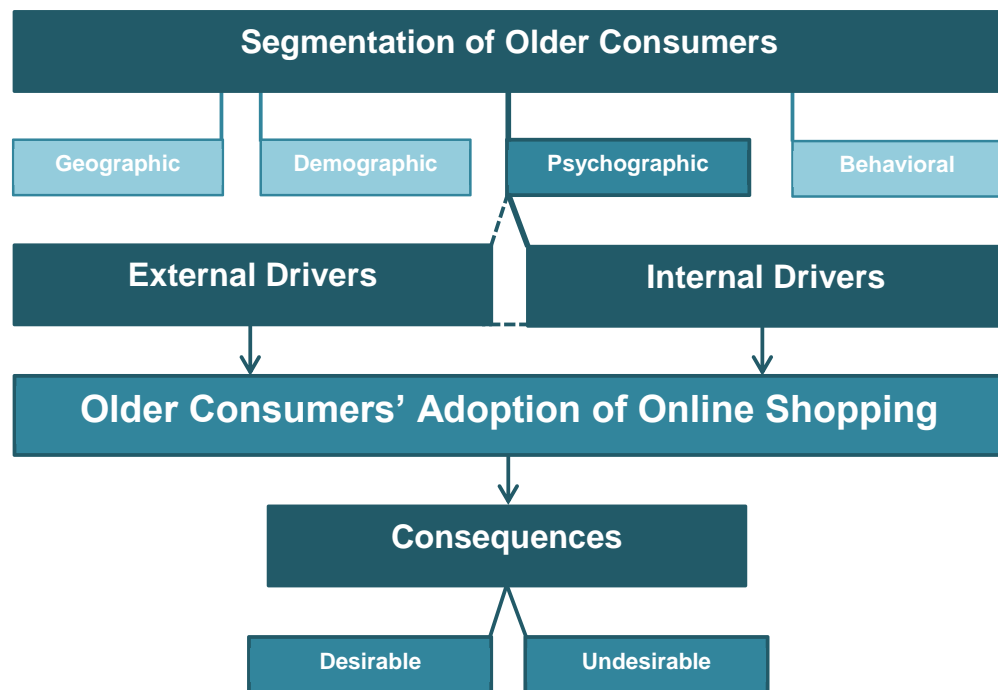 Segmentation of Older Consumers
Geographic
Demographic
Psychographic
Behavioral
External Drivers
Internal Drivers
Older Consumers’ Adoption of Online Shopping
Consequences
Desirable
Undesirable